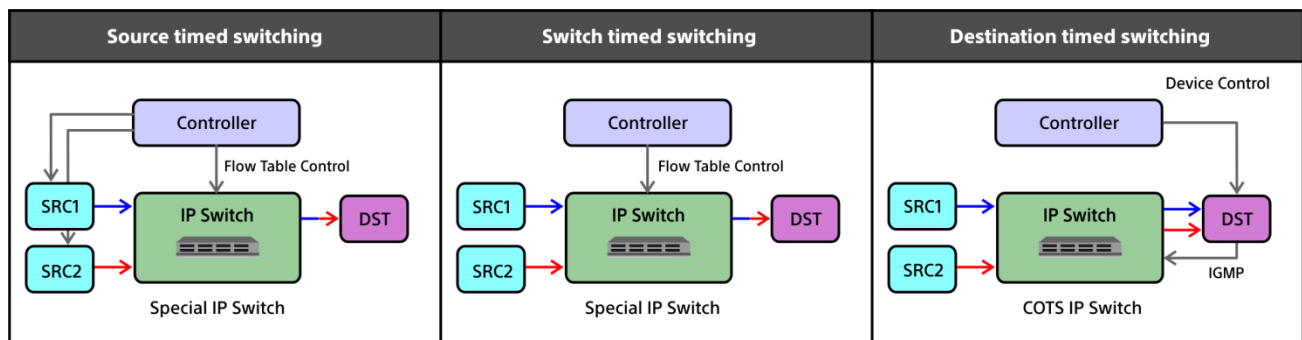 Source timed switching
Switch timed switching
Destination timed switching
Controller
Flow Table Control
SRC1
IP Switch
DST
SRC2
Special IP Switch
Controller
Flow Table Control
SRC1
IP Switch
DST
SRC2
Special IP Switch
Device Control
Controller
SRC1
IP Switch
DST
SRC2
IGMP
COTS IP Switch